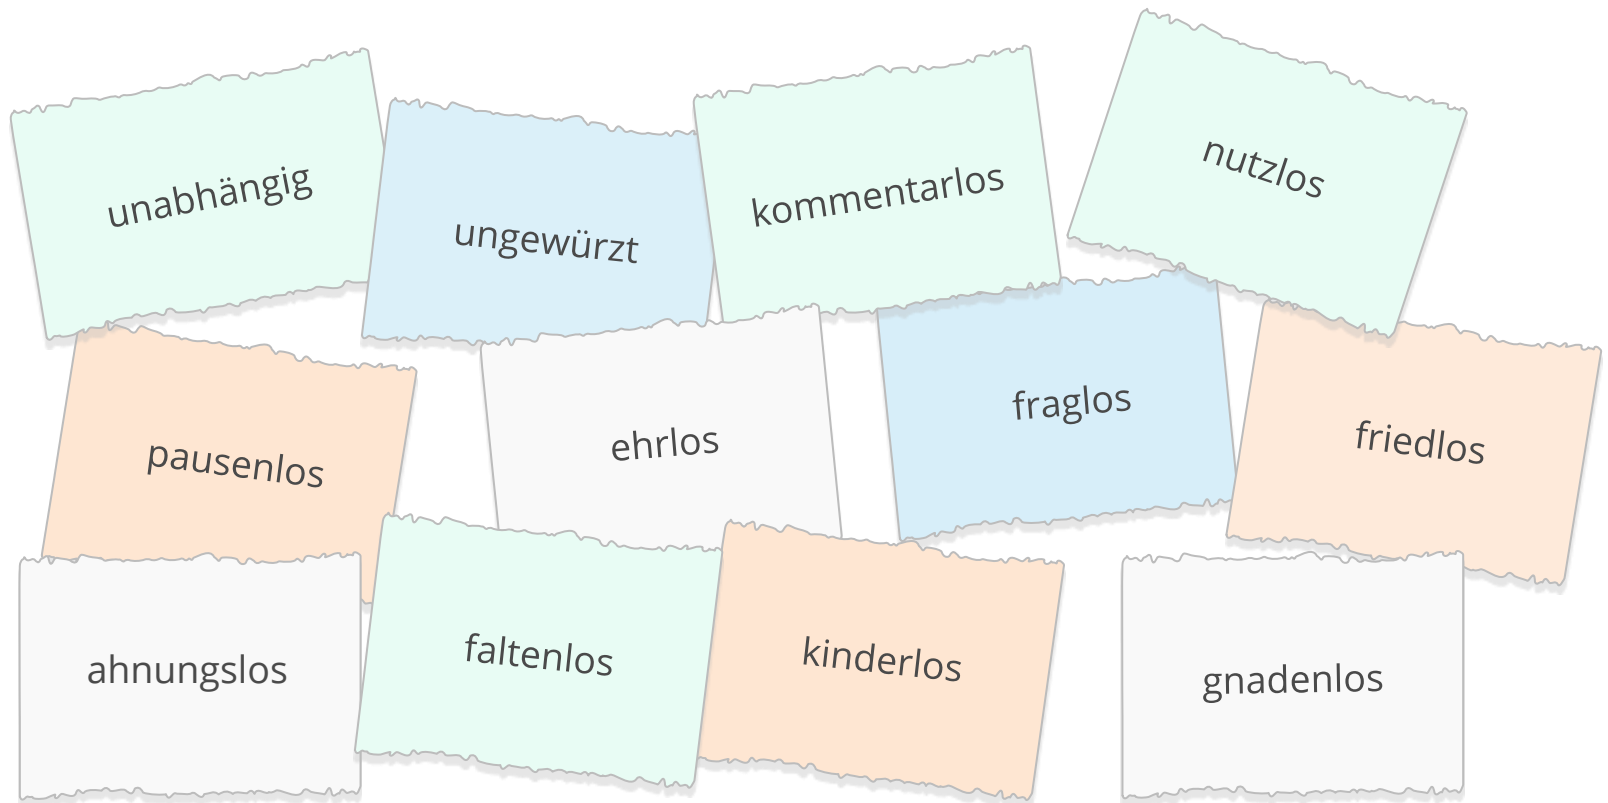 unabhängig
ungewürzt
kommentarlos
nutzlos
pausenlos
ehrlos
fraglos
friedlos
ahnungslos
faltenlos
kinderlos
gnadenlos